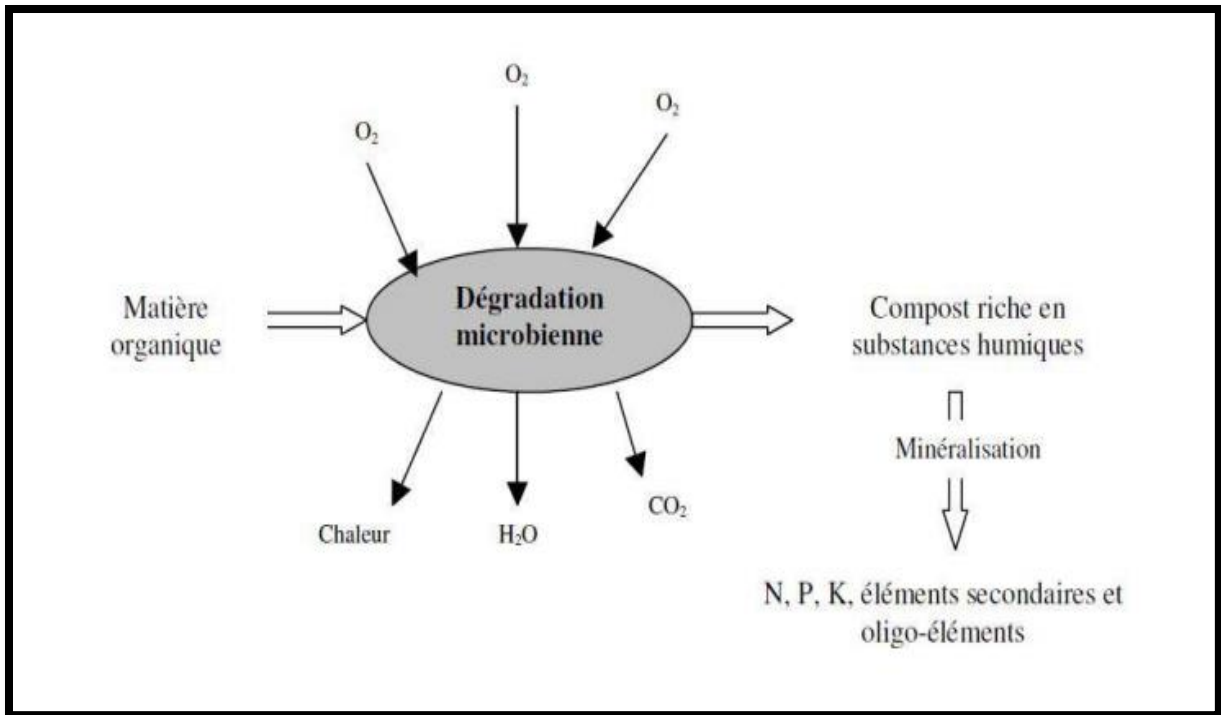 O₂
O₂
O₂
Matière
organique
Dégradation
microbienne
Compost riche en
substances humiques
Minéralisation
Chaleur
H₂O
CO₂
N, P, K, éléments secondaires et
oligo-éléments